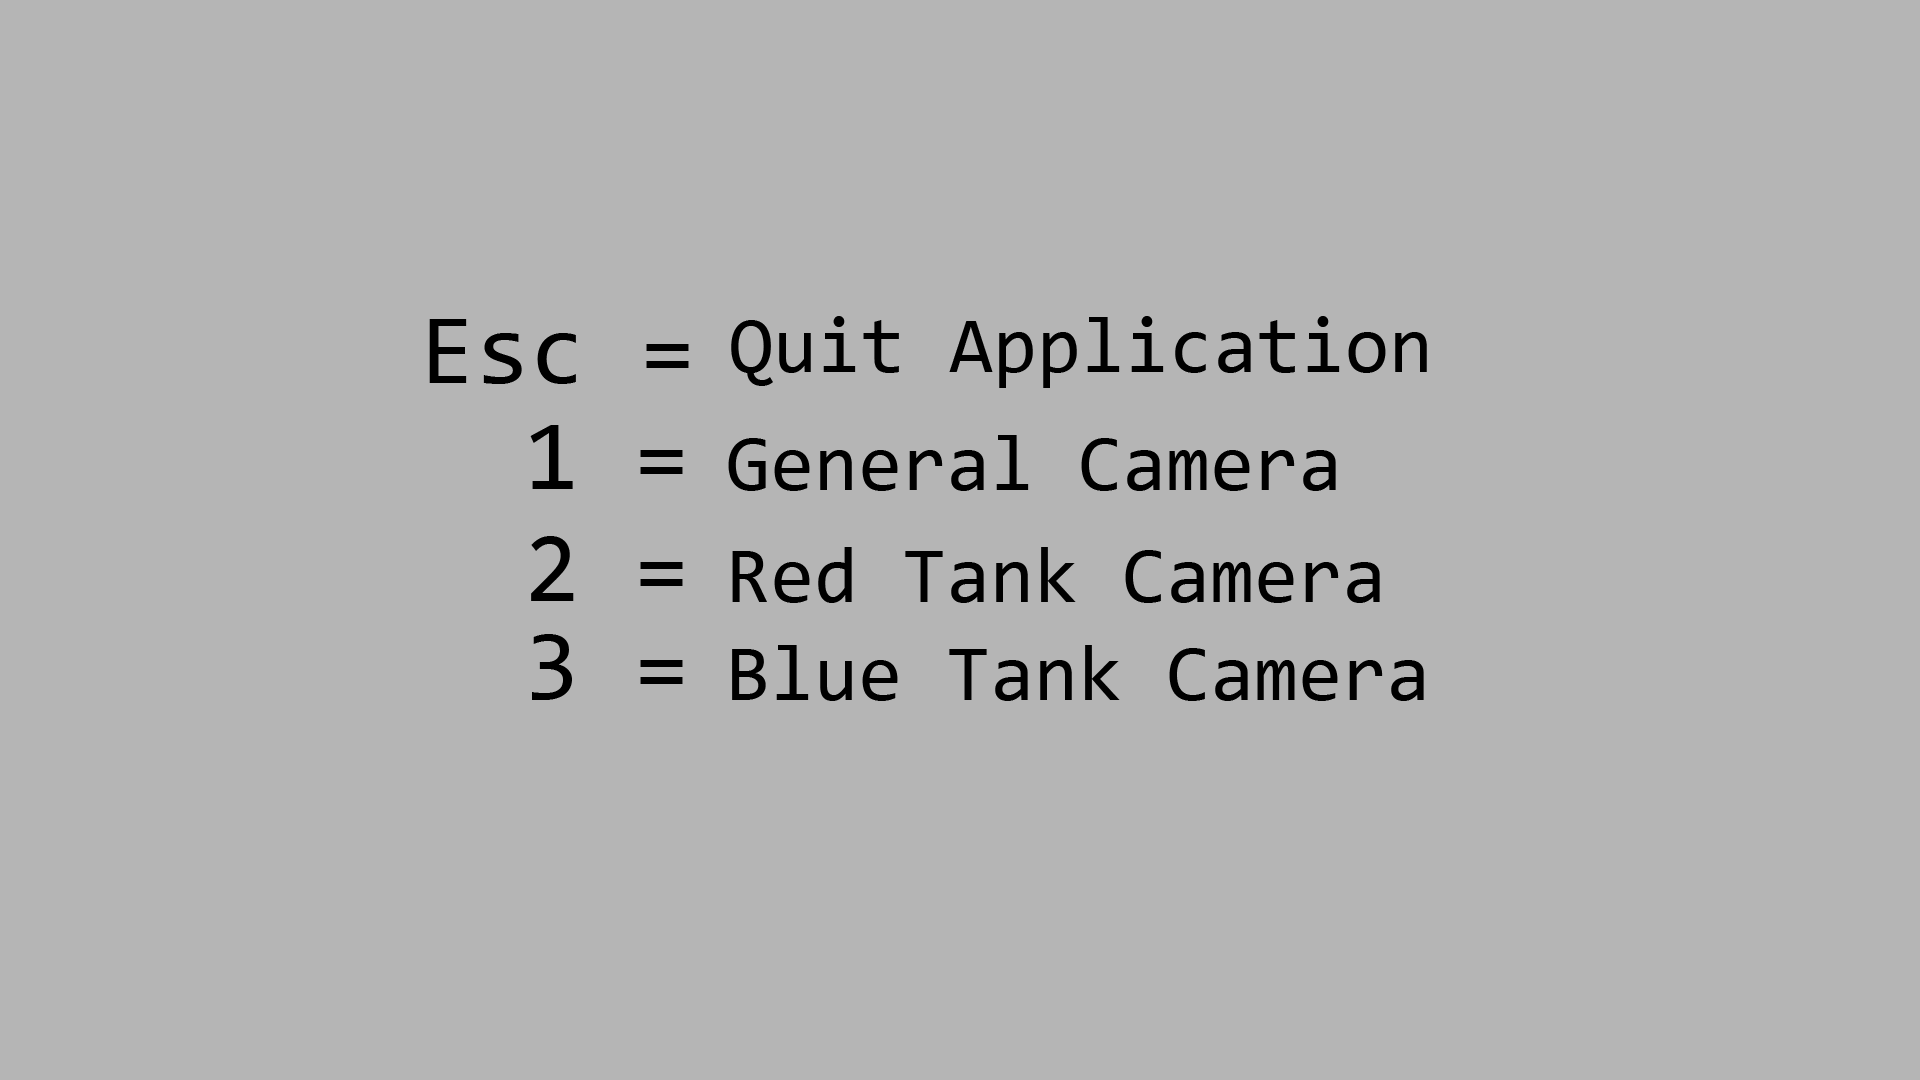 Esc = Quit Application
1 = General Camera
2 = Red Tank Camera
3 = Blue Tank Camera